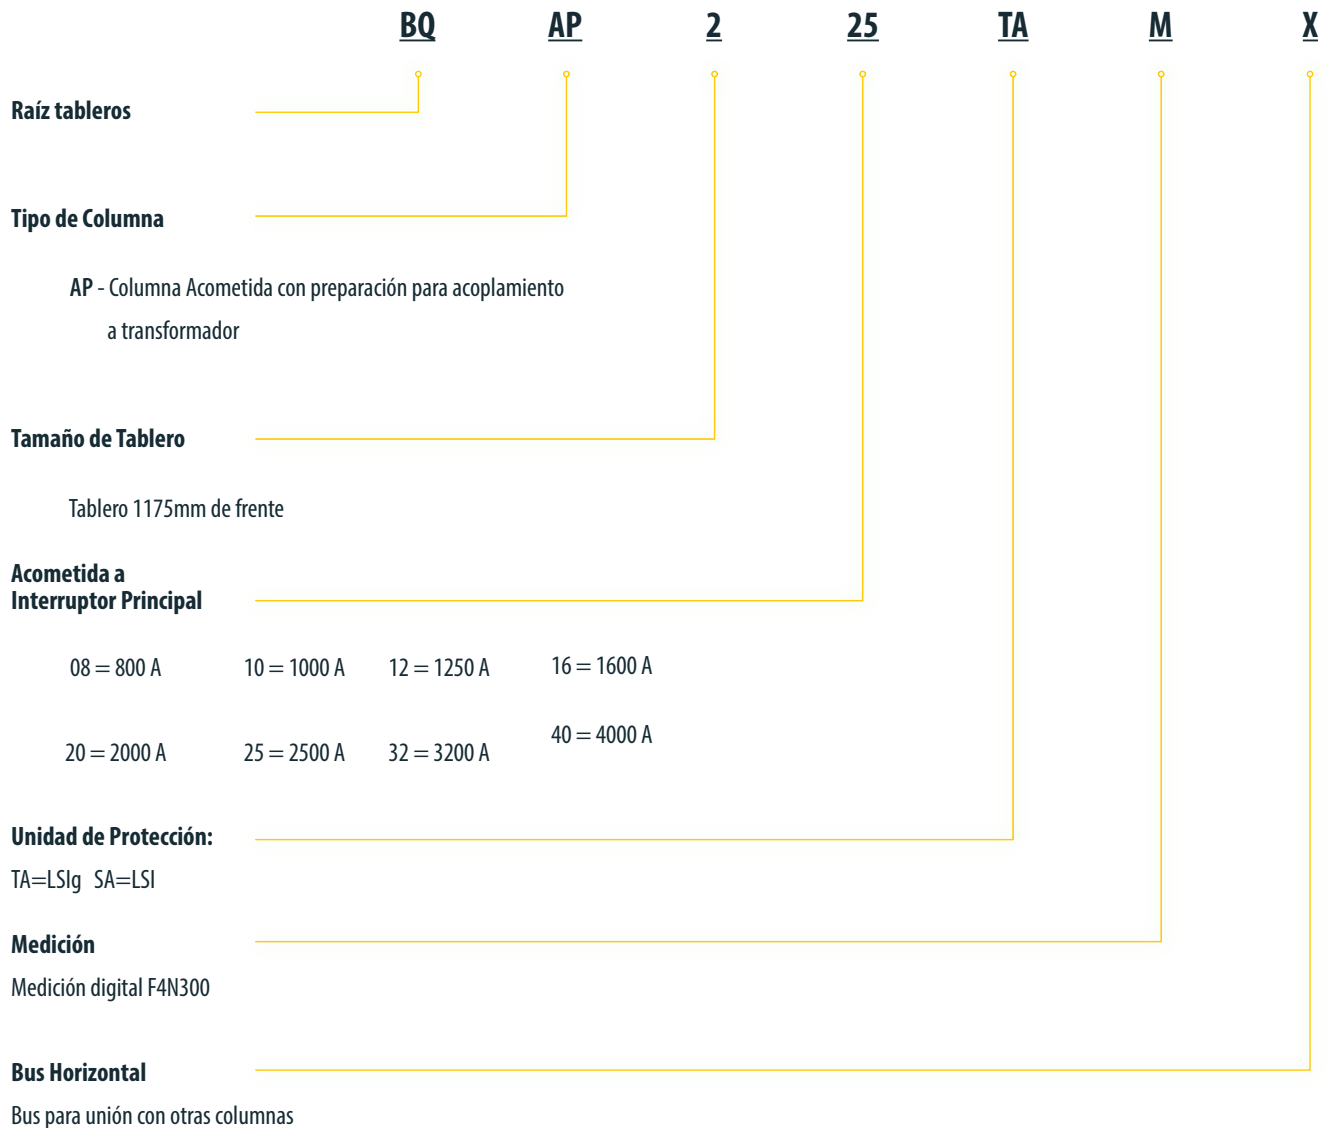 BQ AP 2 25 TA M X
Raíz tableros
Tipo de Columna
AP - Columna Acometida con preparación para acoplamiento
a transformador
Tamaño de Tablero
Tablero 1175mm de frente
Acometida a
Interruptor Principal
08 = 800 A 10 = 1000 A 12 = 1250 A 16 = 1600 A
20 = 2000 A 25 = 2500 A 32 = 3200 A 40 = 4000 A
Unidad de Protección:
TA=LSIg SA=LSI
Medición
Medición digital F4N300
Bus Horizontal
Bus para unión con otras columnas